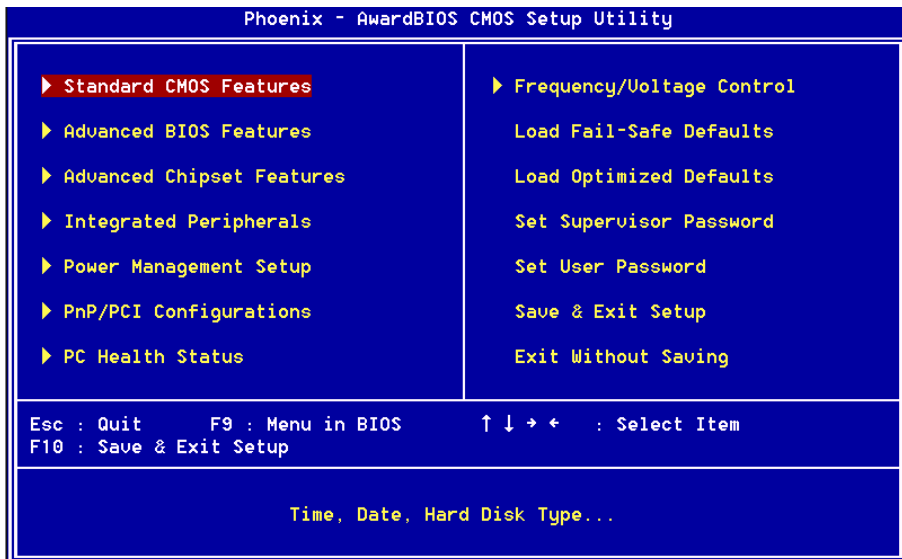 Phoenix - AwardBIOS CMOS Setup Utility
Standard CMOS Features
Advanced BIOS Features
Advanced Chipset Features
Integrated Peripherals
Power Management Setup
PnP/PCI Configurations
PC Health Status
Frequency/Voltage Control
Load Fail-Safe Defaults
Load Optimized Defaults
Set Supervisor Password
Set User Password
Save & Exit Setup
Exit Without Saving
Esc : Quit F9 : Menu in BIOS ↑ ↓ → ← : Select Item
F10 : Save & Exit Setup
Time, Date, Hard Disk Type...